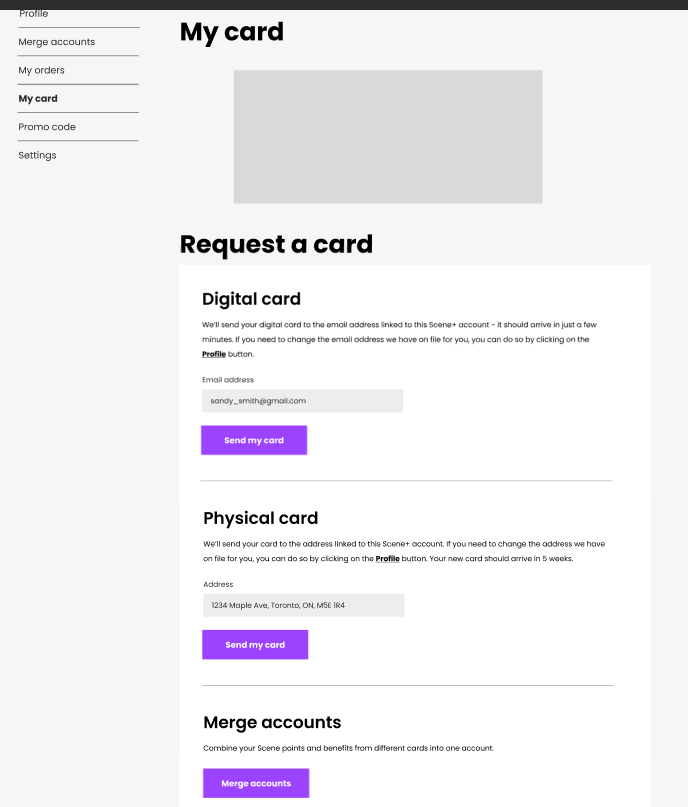 Profile
Merge accounts
My orders
My card
Promo code
Settings
My card
Request a card
Digital card
We'll send your digital card to the email address linked to this Scene+ account - it should arrive in just a few
minutes. If you need to change the email address we have on file for you, you can do so by clicking on the
Profile button.
Email address
sandy_smith@gmail.com
Send my card
Physical card
We'll send your card to the address linked to this Scene+ account. If you need to change the address we have
on file for you, you can do so by clicking on the Profile button. Your new card should arrive in 5 weeks.
Address
1234 Maple Ave, Toronto, ON, M5E 1R4
Send my card
Merge accounts
Combine your Scene points and benefits from different cards into one account.
Merge accounts